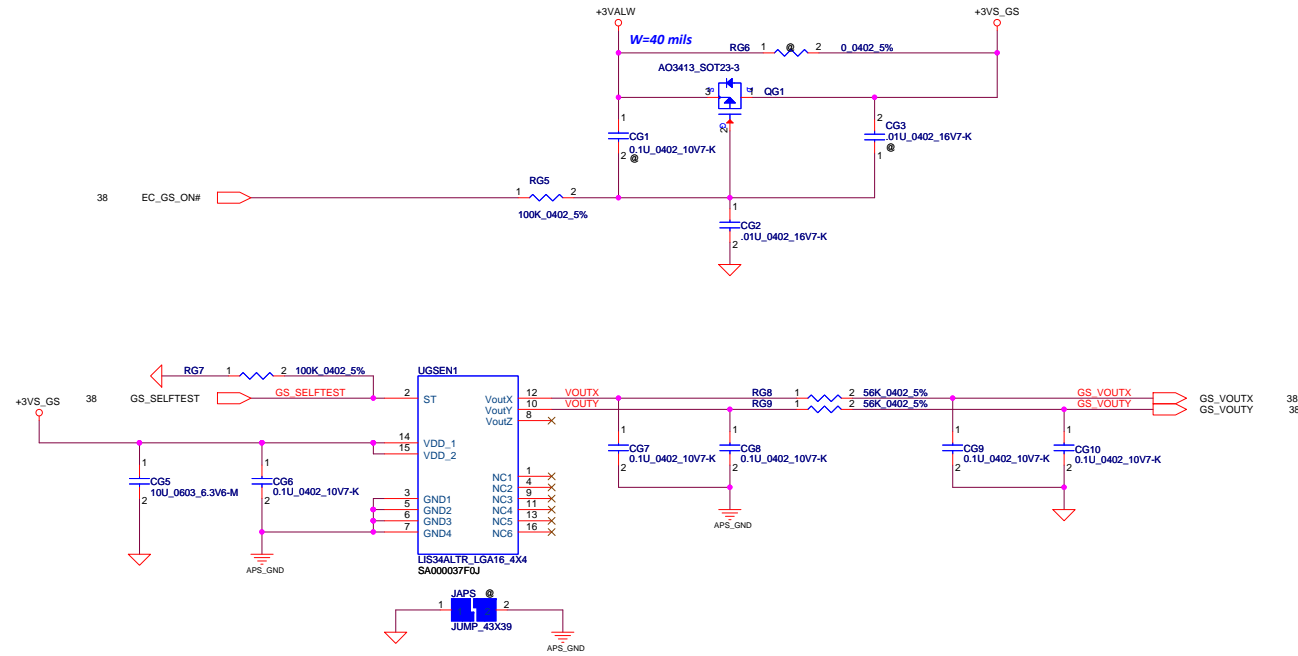 +3VALW
+3VS_GS
W=40 mils
RG6 1 @ 2 0_0402_5%
AO3413_SOT23-3
3 S D 1 QG1
G
2
1
CG1
0.1U_0402_10V7-K
2 @
2
CG3
.01U_0402_16V7-K
@
1
38 EC_GS_ON#
RG5
1 2
100K_0402_5%
1
CG2
.01U_0402_16V7-K
2
RG7 1 2 100K_0402_5%
UGSEN1
+3VS_GS
38 GS_SELFTEST GS_SELFTEST
2 ST
14 VDD_1
15 VDD_2
3 GND1
5 GND2
6 GND3
7 GND4
VoutX 12 VOUTX
VoutY 10 VOUTY
VoutZ 8
NC1 1
NC2 4
NC3 9
NC4 11
NC5 13
NC6 16
LIS34ALTR_LGA16_4X4
SA000037F0J
RG8 1 2 56K_0402_5% GS_VOUTX GS_VOUTX 38
RG9 1 2 56K_0402_5% GS_VOUTY GS_VOUTY 38
1
CG5
10U_0603_6.3V6-M
2
1
CG6
0.1U_0402_10V7-K
2
APS_GND
1
CG7
0.1U_0402_10V7-K
2
1
CG8
0.1U_0402_10V7-K
2
APS_GND
1
CG9
0.1U_0402_10V7-K
2
1
CG10
0.1U_0402_10V7-K
2
JAPS @
1 2
JUMP_43X39
APS_GND